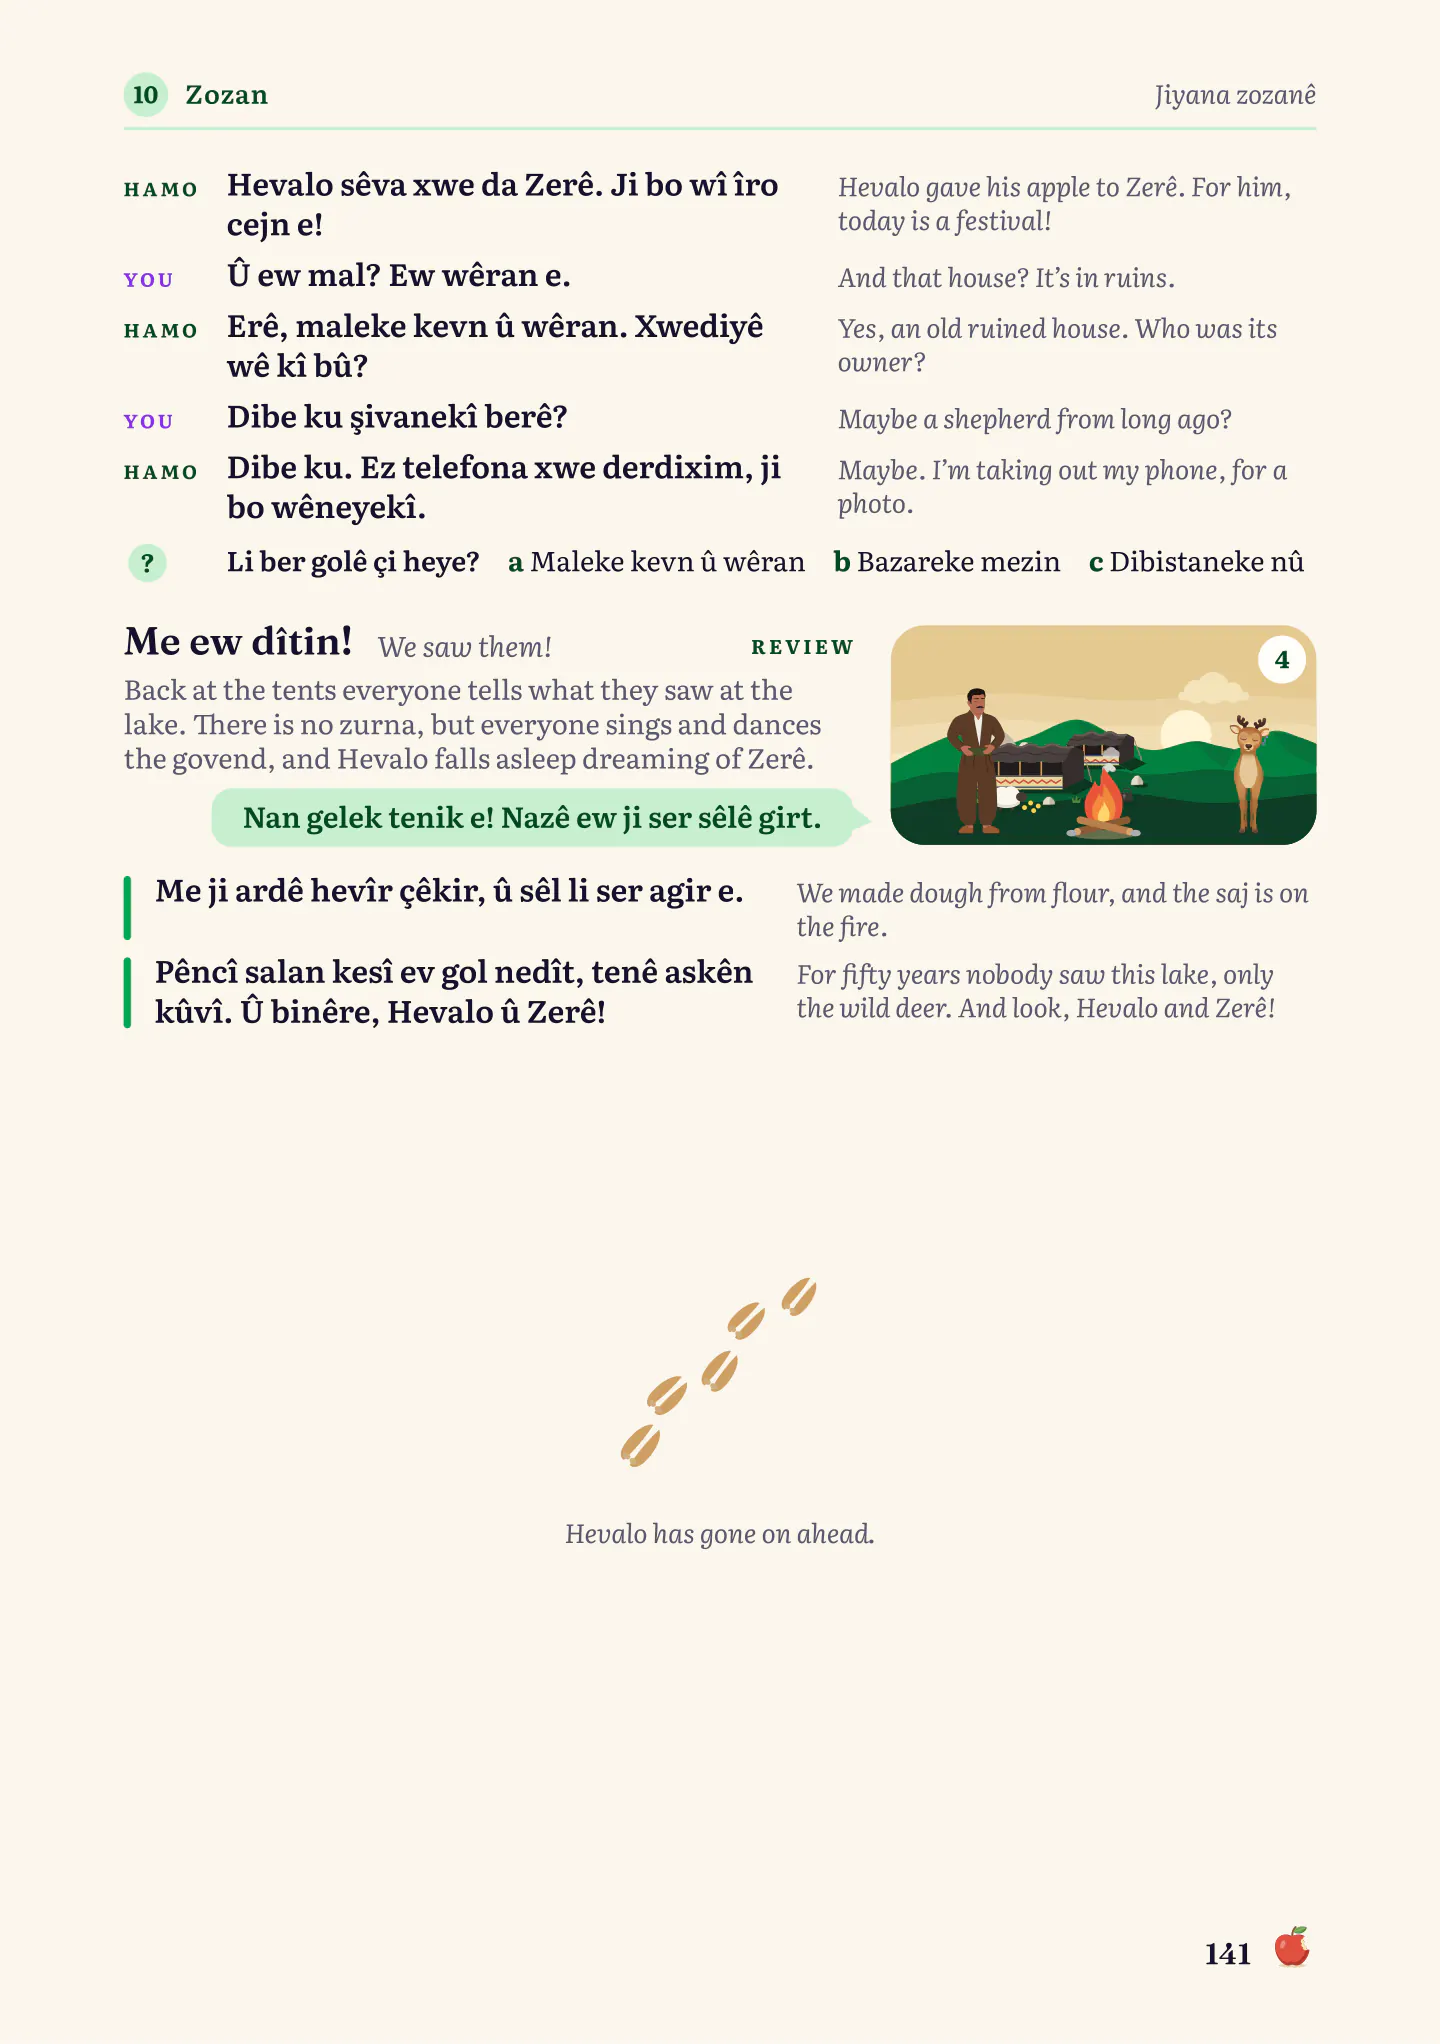 10 Zozan Jiyana zozanê
HAMO Hevalo sêva xwe da Zerê. Ji bo wî îro
cejn e!
Hevalo gave his apple to Zerê. For him,
today is a festival!
YOU Û ew mal? Ew wêran e.
And that house? It’s in ruins.
HAMO Erê, maleke kevn û wêran. Xwediyê
wê kî bû?
Yes, an old ruined house. Who was its
owner?
YOU Dibe ku şivanekî berê?
Maybe a shepherd from long ago?
HAMO Dibe ku. Ez telefona xwe derdixim, ji
bo wêneyekî.
Maybe. I’m taking out my phone, for a
photo.
? Li ber golê çi heye? a Maleke kevn û wêran b Bazareke mezin c Dibistaneke nû
Me ew dîtin! We saw them! REVIEW
4
Back at the tents everyone tells what they saw at the
lake. There is no zurna, but everyone sings and dances
the govend, and Hevalo falls asleep dreaming of Zerê.
Nan gelek tenik e! Nazê ew ji ser sêlê girt.
Me ji ardê hevîr çêkir, û sêl li ser agir e.
We made dough from flour, and the saj is on
the fire.
Pêncî salan kesî ev gol nedît, tenê askên
kûvî. Û binêre, Hevalo û Zerê!
For fifty years nobody saw this lake, only
the wild deer. And look, Hevalo and Zerê!
Hevalo has gone on ahead.
141